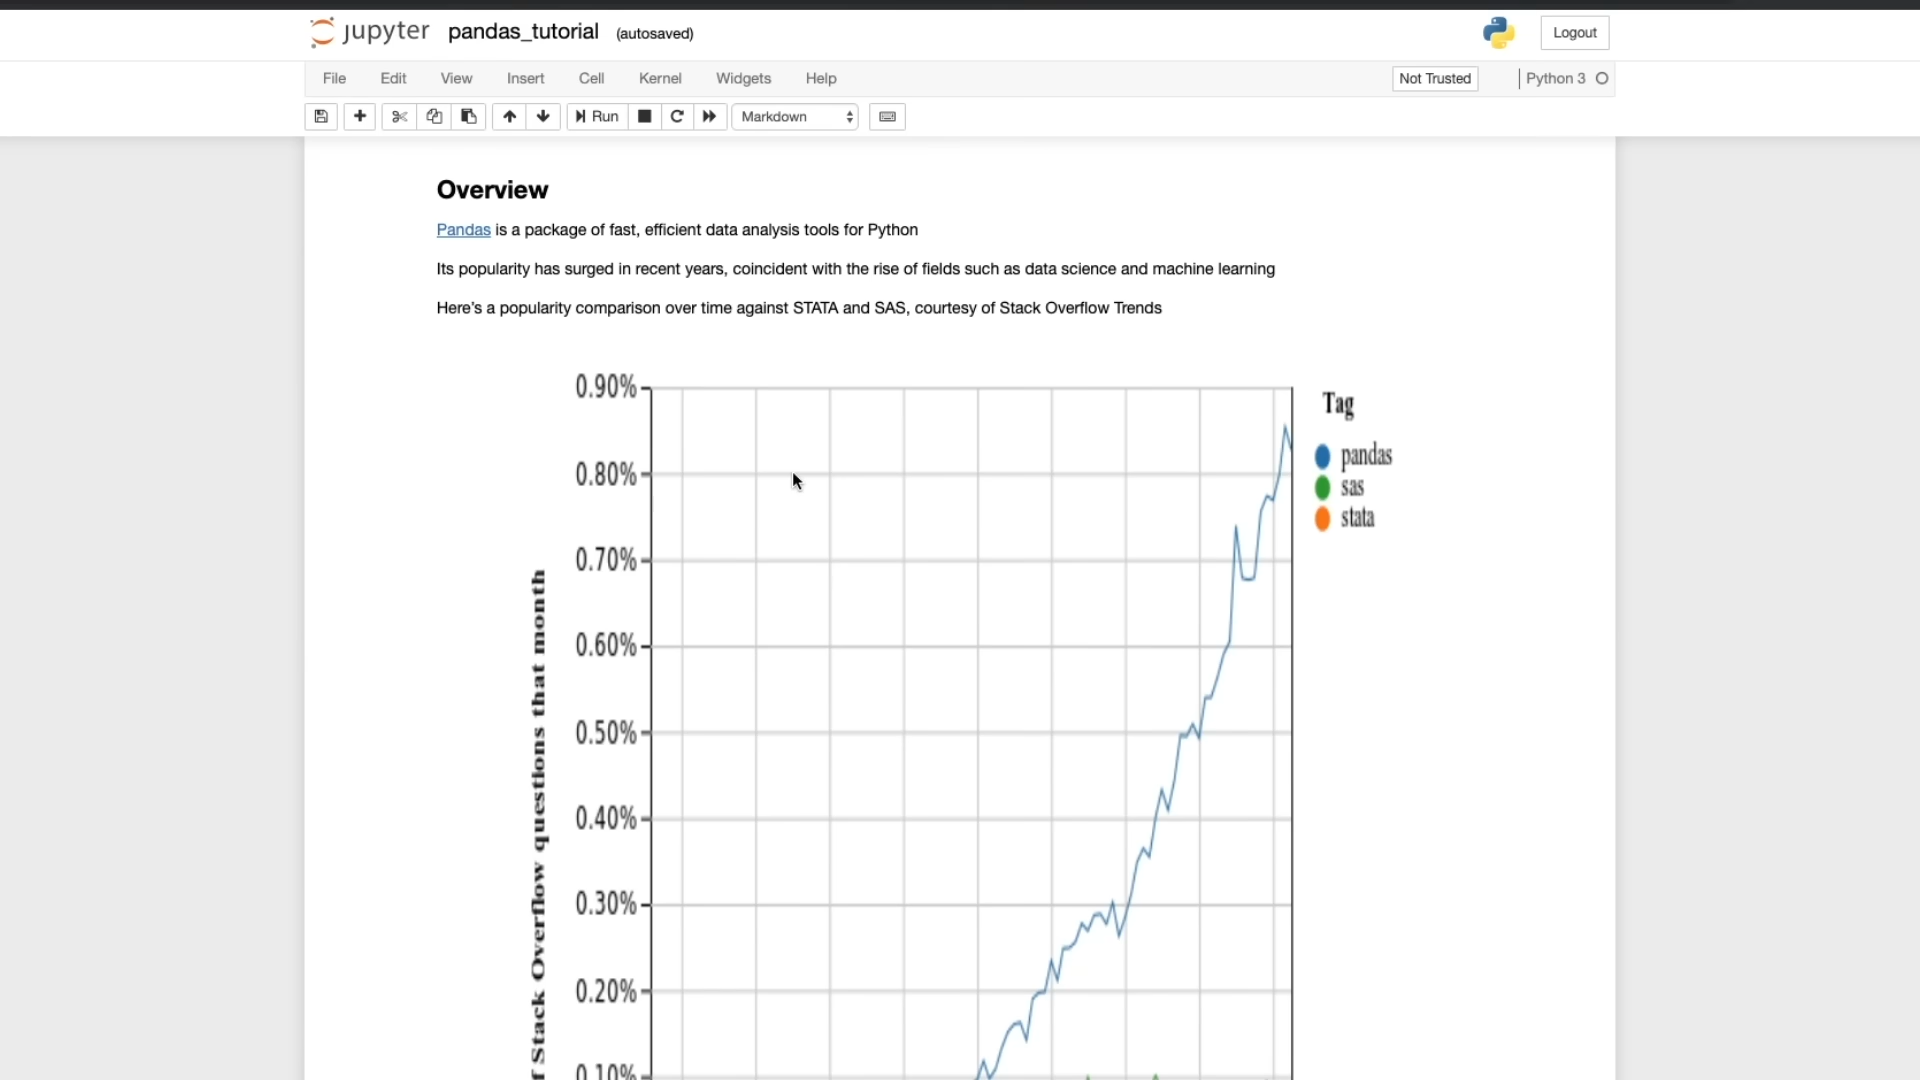 jupyter pandas_tutorial (autosaved) Logout
File Edit View Insert Cell Kernel Widgets Help Not Trusted Python 3
Run Markdown
Overview
Pandas is a package of fast, efficient data analysis tools for Python
Its popularity has surged in recent years, coincident with the rise of fields such as data science and machine learning
Here's a popularity comparison over time against STATA and SAS, courtesy of Stack Overflow Trends
0.90%
0.80%
0.70%
0.60%
0.50%
0.40%
0.30%
0.20%
0.10%
f Stack Overflow questions that month
Tag
pandas
sas
stata